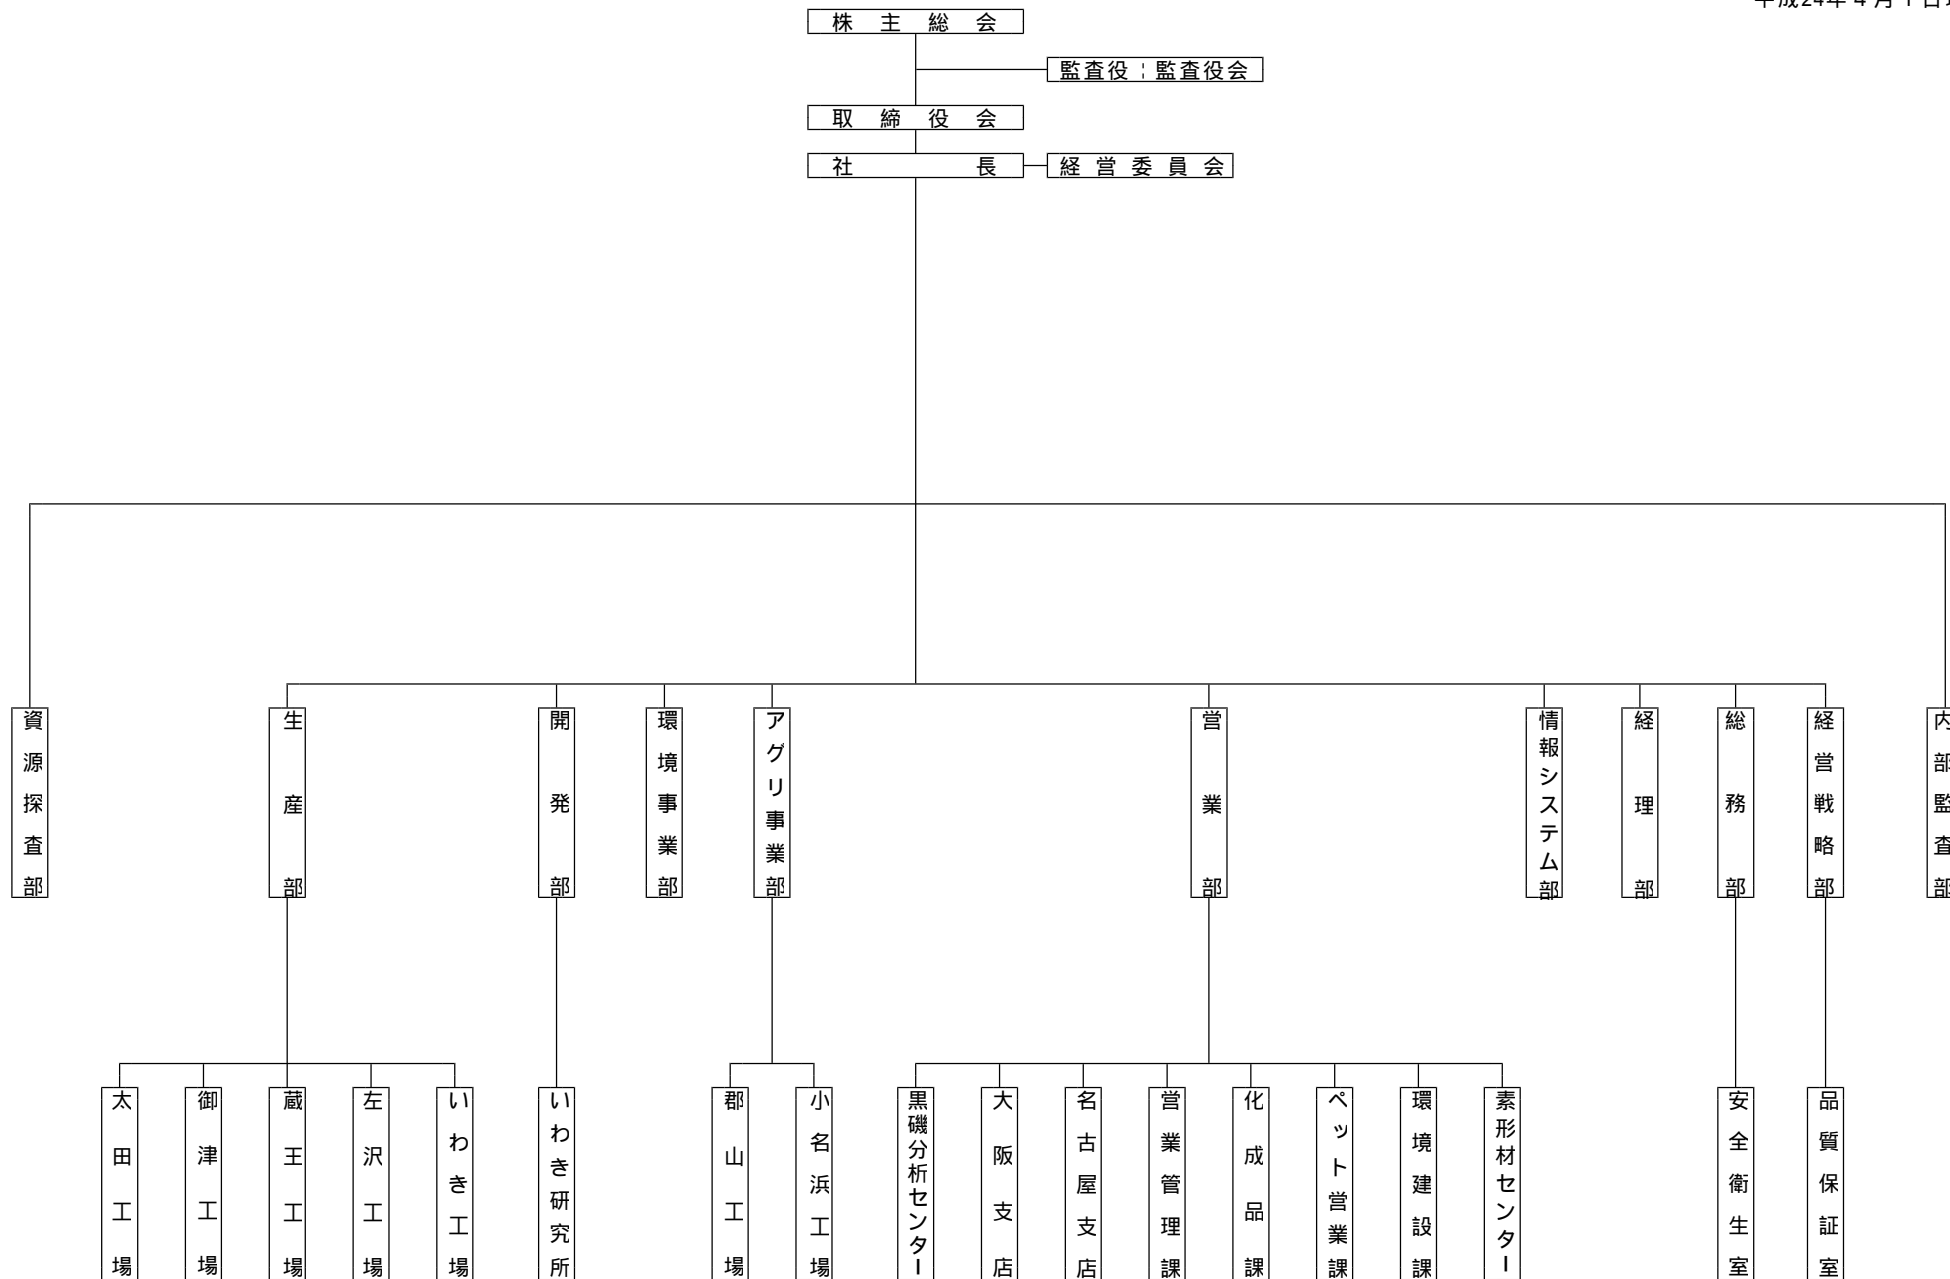 平成24年４月１日
株主総会
監査役 ¦ 監査役会
取締役会
社長
経営委員会
資源探査部
生産部
開発部
環境事業部
アグリ事業部
営業部
情報システム部
経理部
総務部
経営戦略部
内部監査部
太田工場
御津工場
蔵王工場
左沢工場
いわき工場
いわき研究所
郡山工場
小名浜工場
黒磯分析センター
大阪支店
名古屋支店
営業管理課
化成品課
ペット営業課
環境建設課
素形材センター
安全衛生室
品質保証室